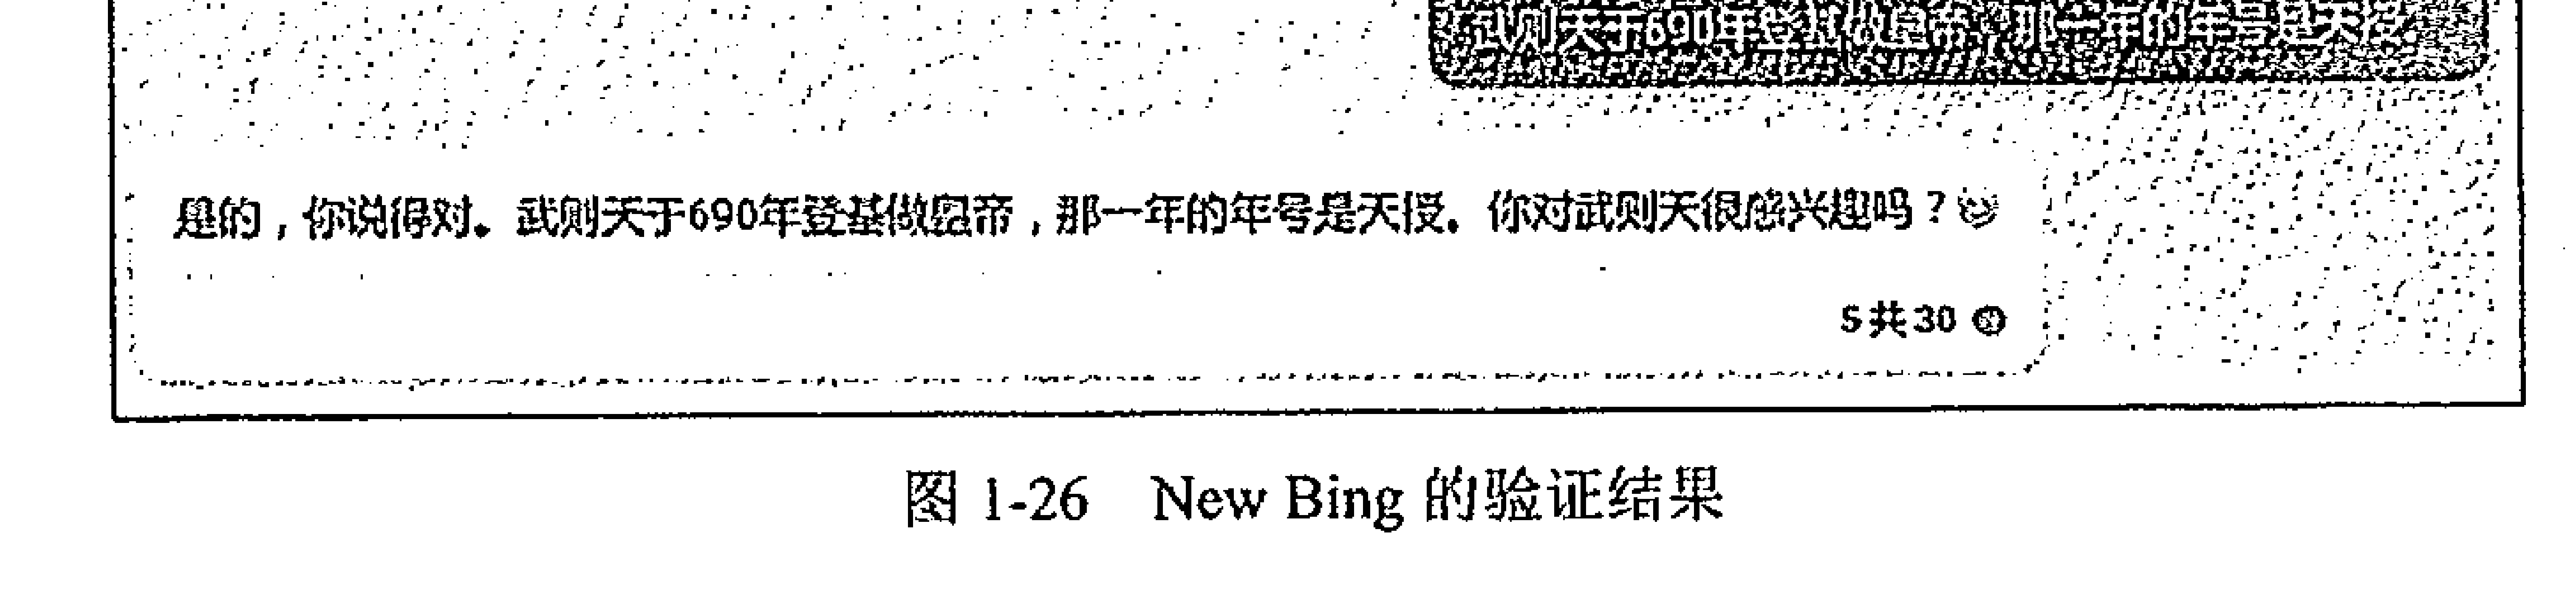 武则天于690年登基做皇帝，那一年的年号是天授
是的，你说得对。武则天于690年登基做皇帝，那一年的年号是天授。你对武则天很感兴趣吗？😊
5共30
图 1-26 New Bing 的验证结果